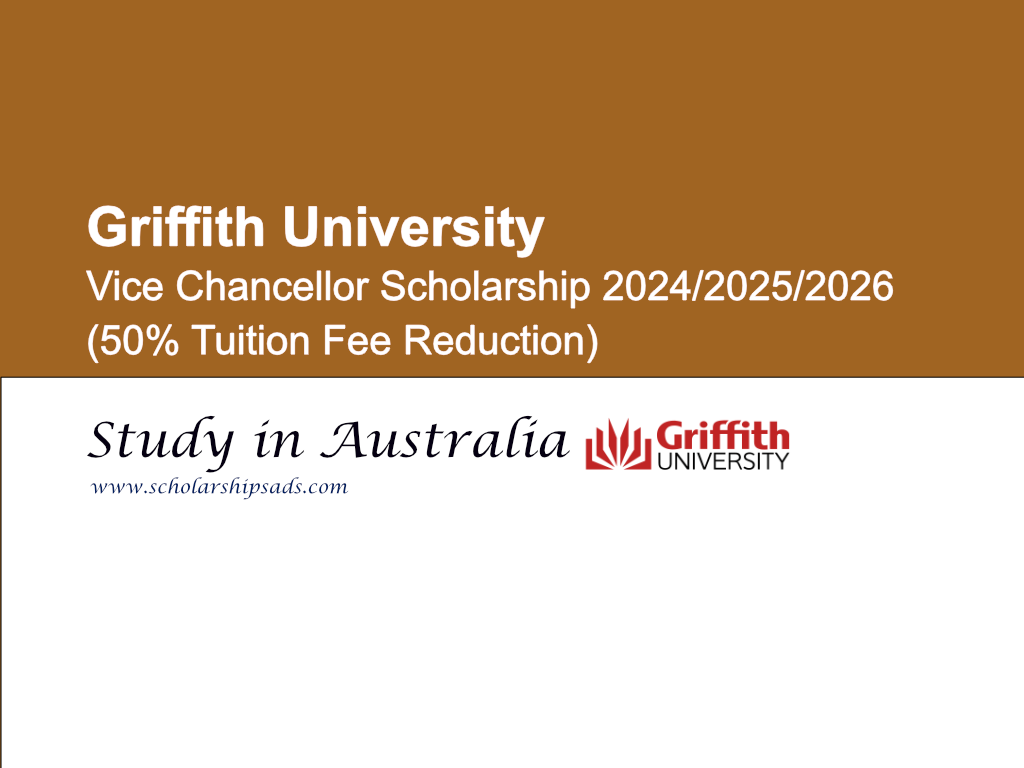 Griffith University
Vice Chancellor Scholarship 2024/2025/2026
(50% Tuition Fee Reduction)
Study in Australia
Griffith
UNIVERSITY
www.scholarshipsads.com